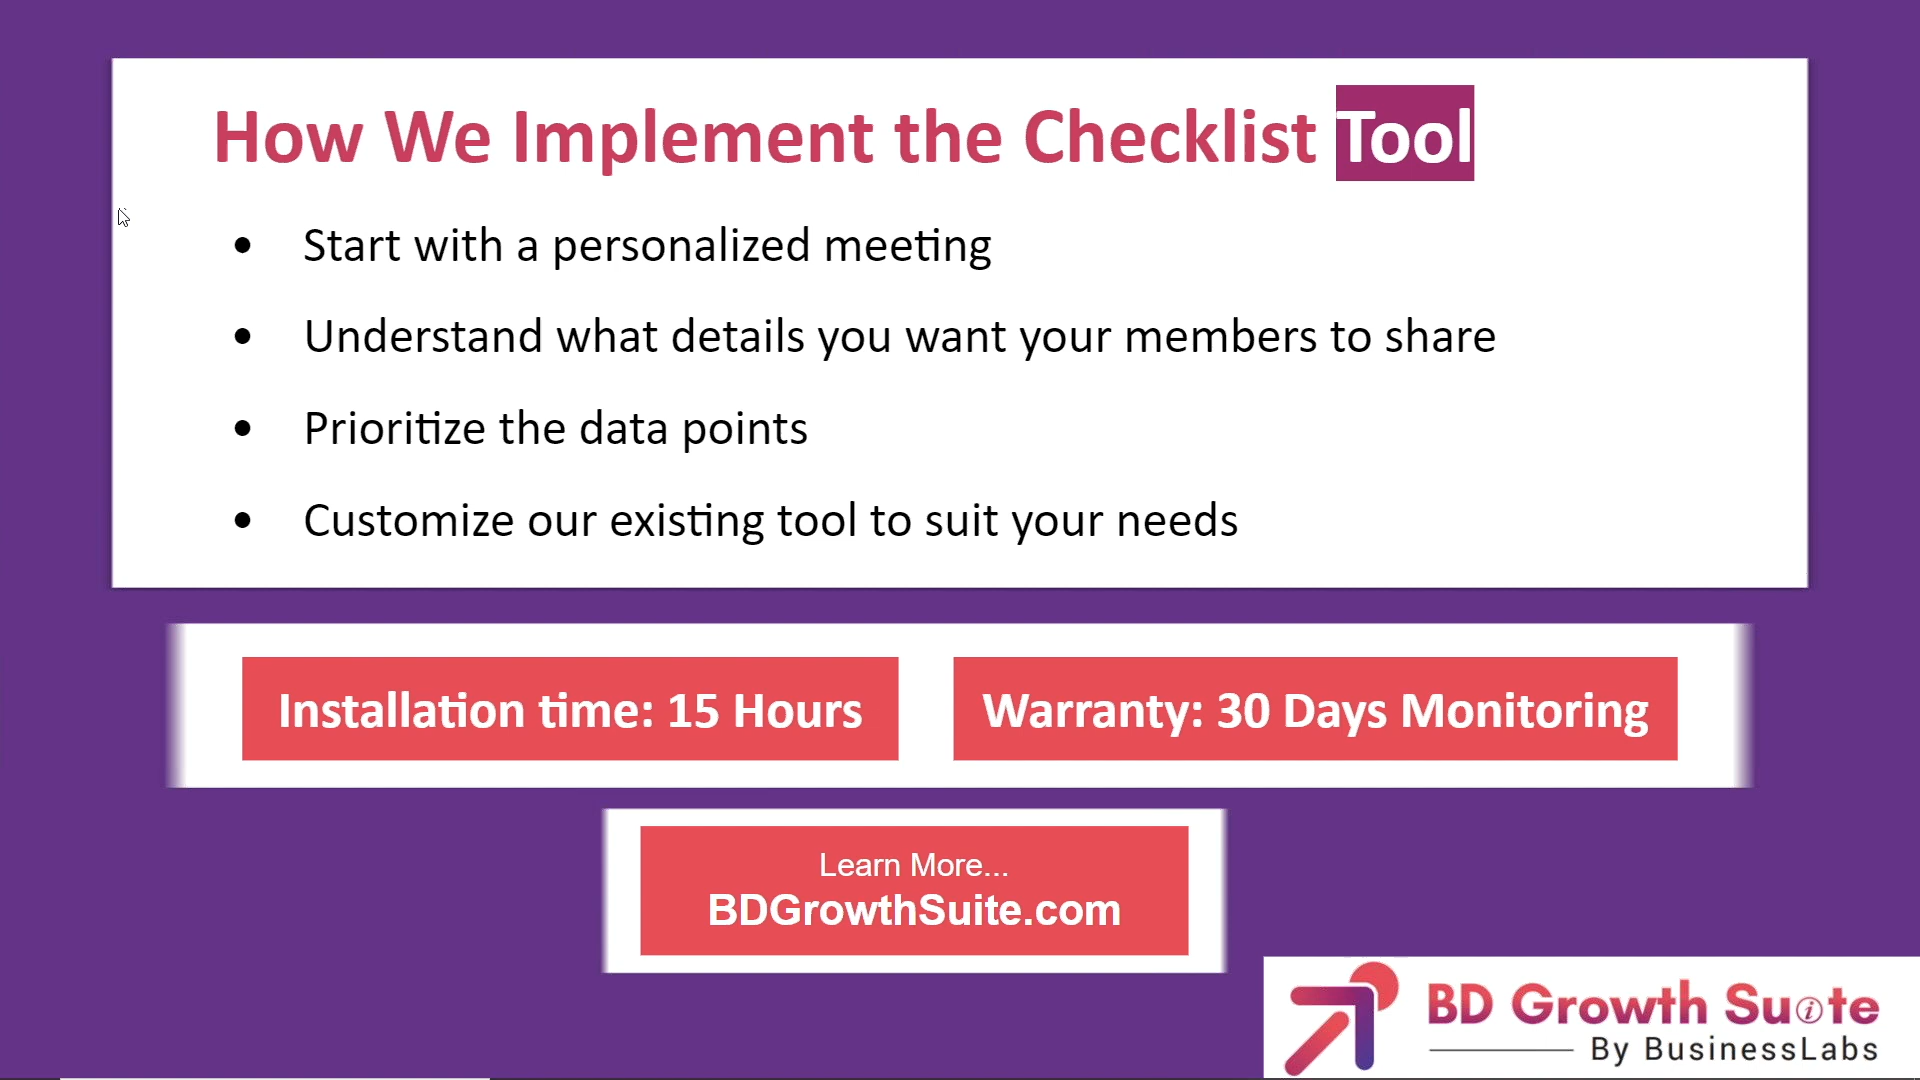 How We Implement the Checklist Tool
• Start with a personalized meeting
• Understand what details you want your members to share
• Prioritize the data points
• Customize our existing tool to suit your needs
Installation time: 15 Hours
Warranty: 30 Days Monitoring
Learn More...
BDGrowthSuite.com
BD Growth Suite
By BusinessLabs